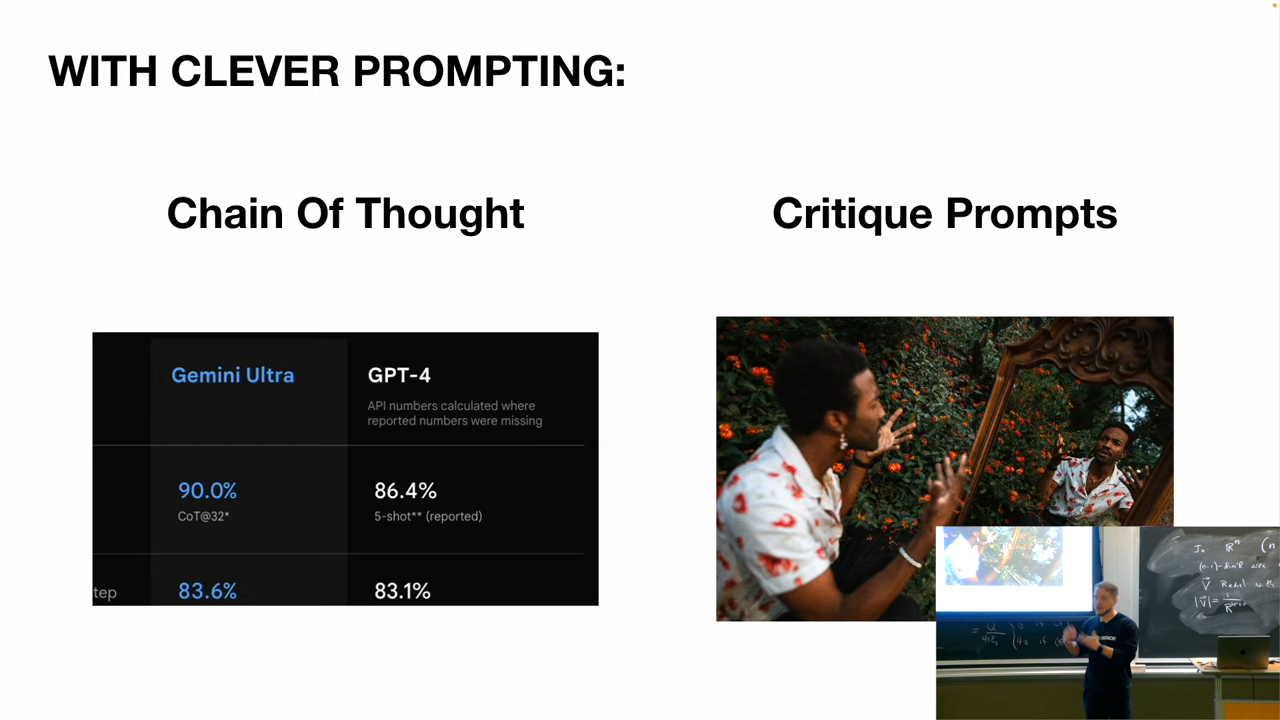 WITH CLEVER PROMPTING:
Chain Of Thought
Critique Prompts
Gemini Ultra
GPT-4
API numbers calculated where
reported numbers were missing
90.0%
86.4%
CoT@32*
5-shot** (reported)
tep
83.6%
83.1%